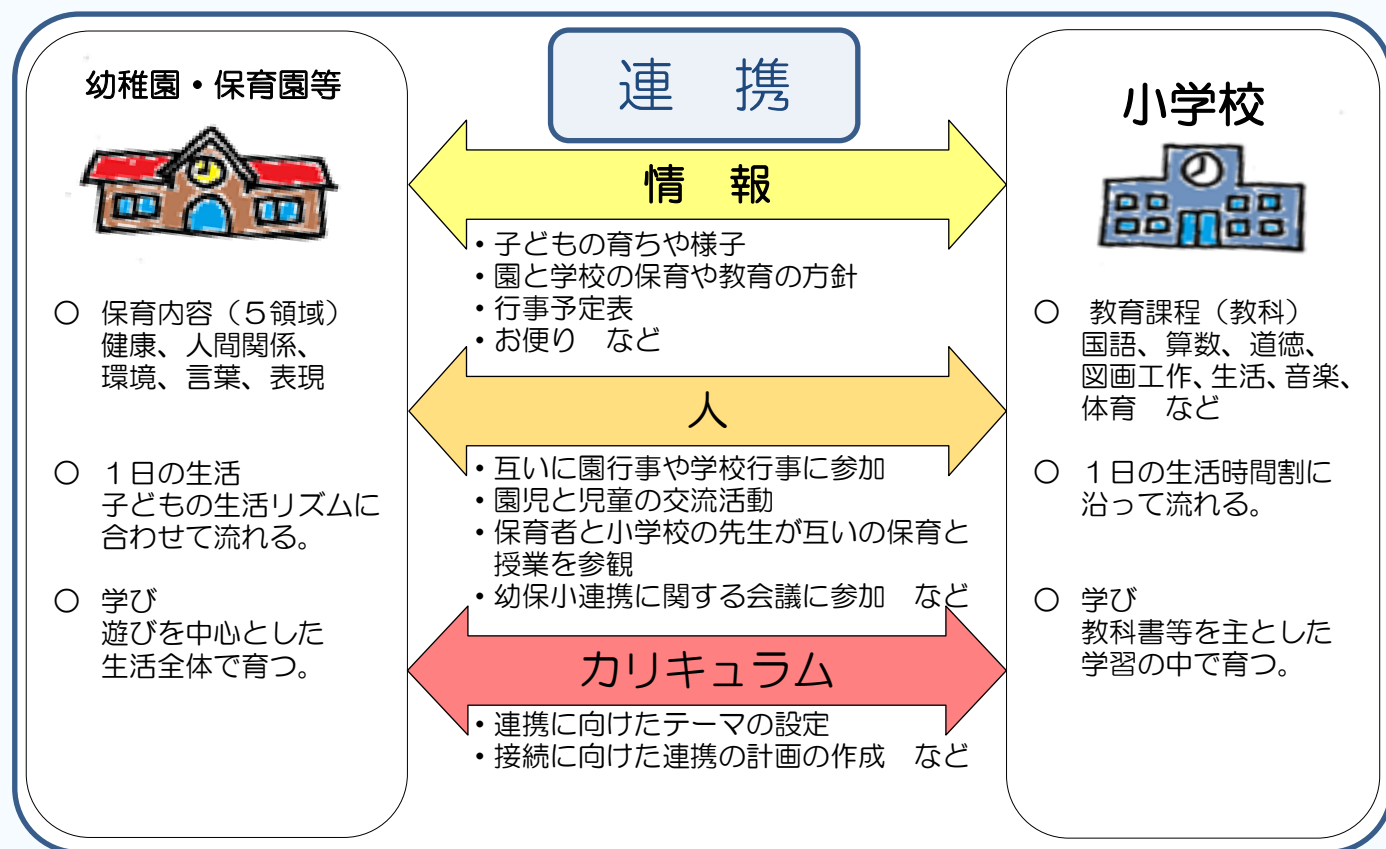 連　携
幼稚園・保育園等
○　保育内容（５領域）
健康、人間関係、
環境、言葉、表現
○　１日の生活
子どもの生活リズムに
合わせて流れる。
○　学び
遊びを中心とした
生活全体で育つ。
情　報
・子どもの育ちや様子
・園と学校の保育や教育の方針
・行事予定表
・お便り　など
人
・互いに園行事や学校行事に参加
・園児と児童の交流活動
・保育者と小学校の先生が互いの保育と
授業を参観
・幼保小連携に関する会議に参加　など
カリキュラム
・連携に向けたテーマの設定
・接続に向けた連携の計画の作成　など
小学校
○　教育課程（教科）
国語、算数、道徳、
図画工作、生活、音楽、
体育　など
○　１日の生活時間割に
沿って流れる。
○　学び
教科書等を主とした
学習の中で育つ。